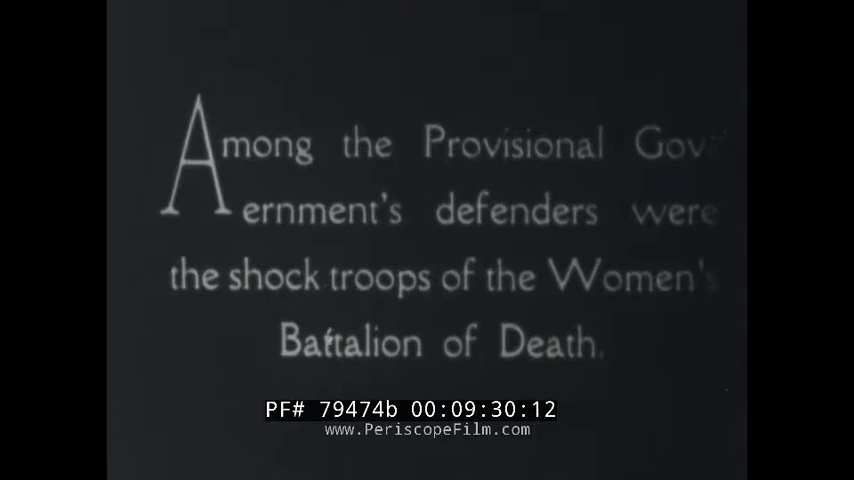 Among the Provisional Gov-
ernment's defenders were
the shock troops of the Women's
Battalion of Death.
PF# 79474b 00:09:30:12
www.PeriscopeFilm.com